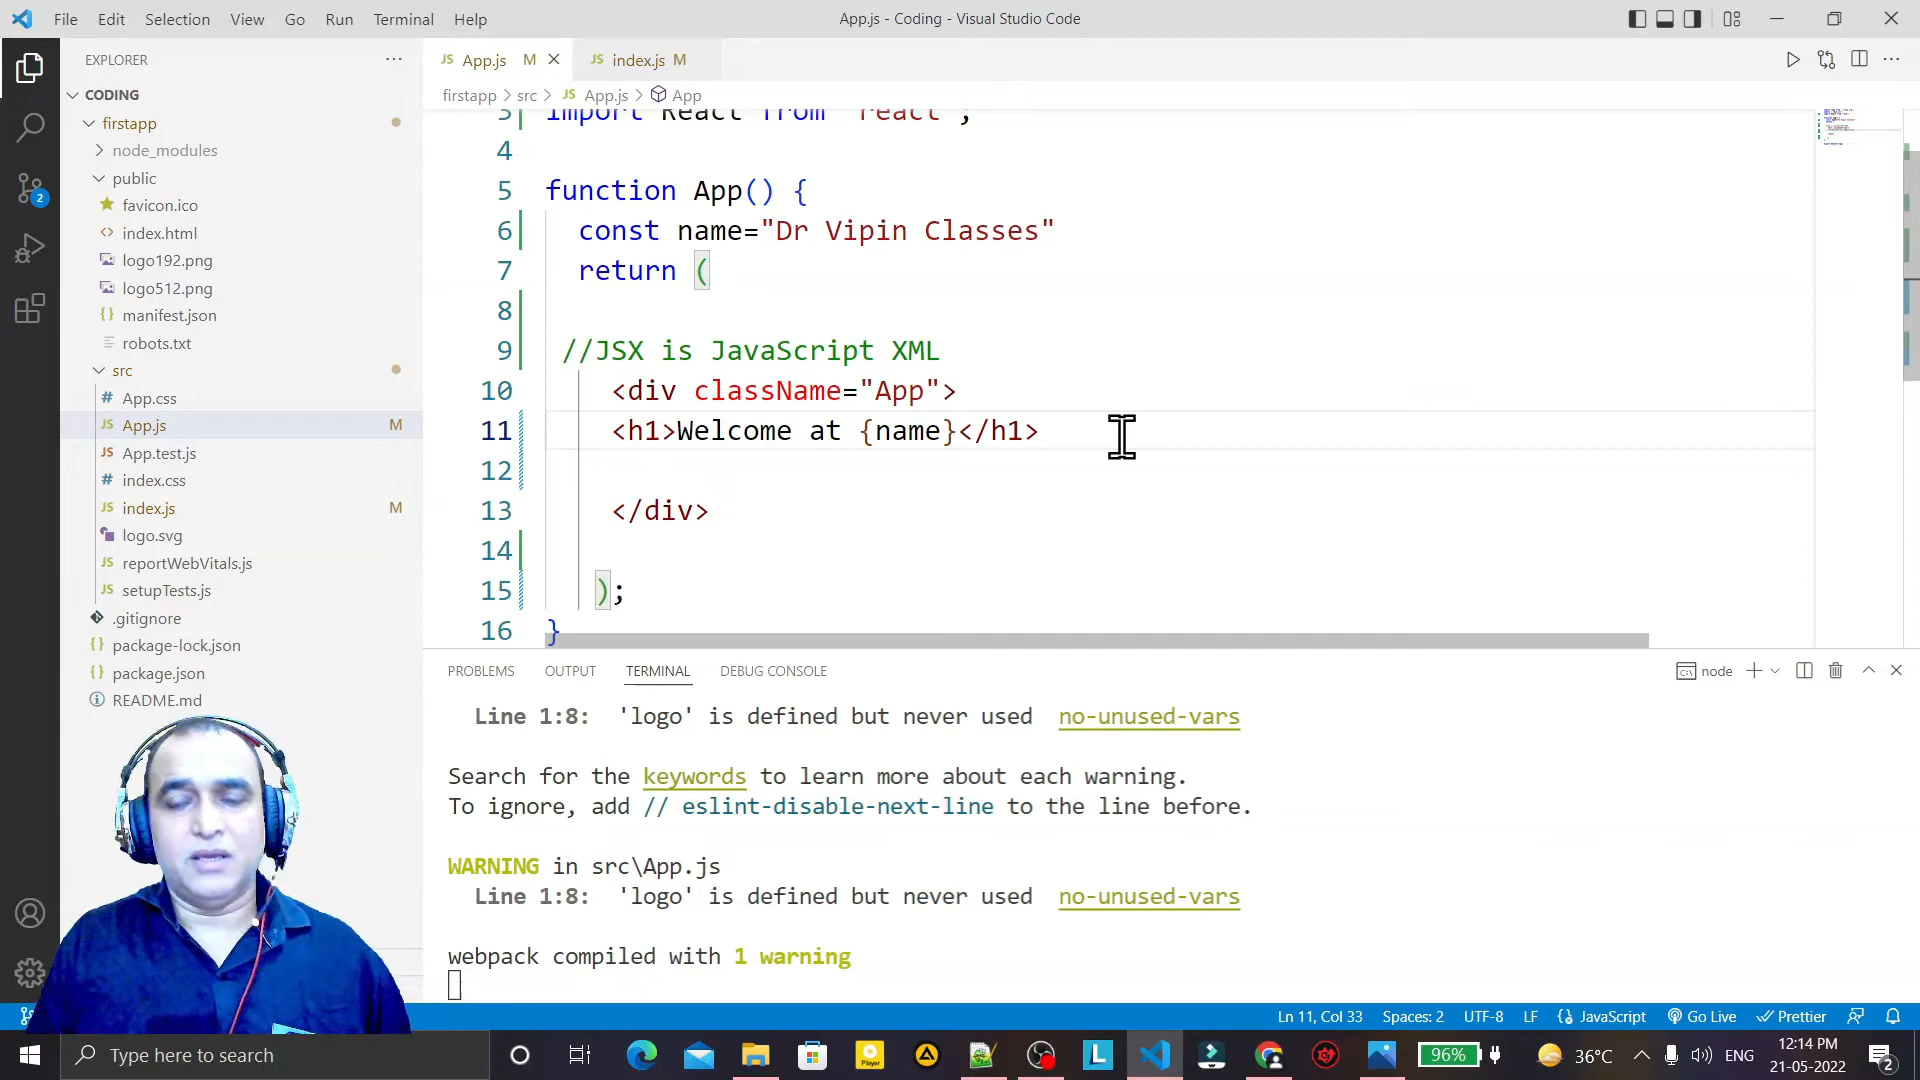 File Edit Selection View Go Run Terminal Help
App.js - Coding - Visual Studio Code
EXPLORER
CODING
firstapp
node_modules
public
favicon.ico
index.html
logo192.png
logo512.png
manifest.json
robots.txt
src
App.css
App.js M
App.test.js
index.css
index.js M
logo.svg
reportWebVitals.js
setupTests.js
.gitignore
package-lock.json
package.json
README.md
2
JS App.js M
JS index.js M
firstapp > src > JS App.js > App
3 import React from 'react';
4
5 function App() {
6 const name="Dr Vipin Classes"
7 return (
8
9 //JSX is JavaScript XML
10 <div className="App">
11 <h1>Welcome at {name}</h1>
12
13 </div>
14
15 );
16 }
PROBLEMS OUTPUT TERMINAL DEBUG CONSOLE
node
Line 1:8: 'logo' is defined but never used no-unused-vars
Search for the keywords to learn more about each warning.
To ignore, add // eslint-disable-next-line to the line before.
WARNING in src\App.js
Line 1:8: 'logo' is defined but never used no-unused-vars
webpack compiled with 1 warning
Ln 11, Col 33 Spaces: 2 UTF-8 LF {} JavaScript Go Live Prettier
Type here to search
Player
L
96%
36°C
ENG
12:14 PM
21-05-2022
2